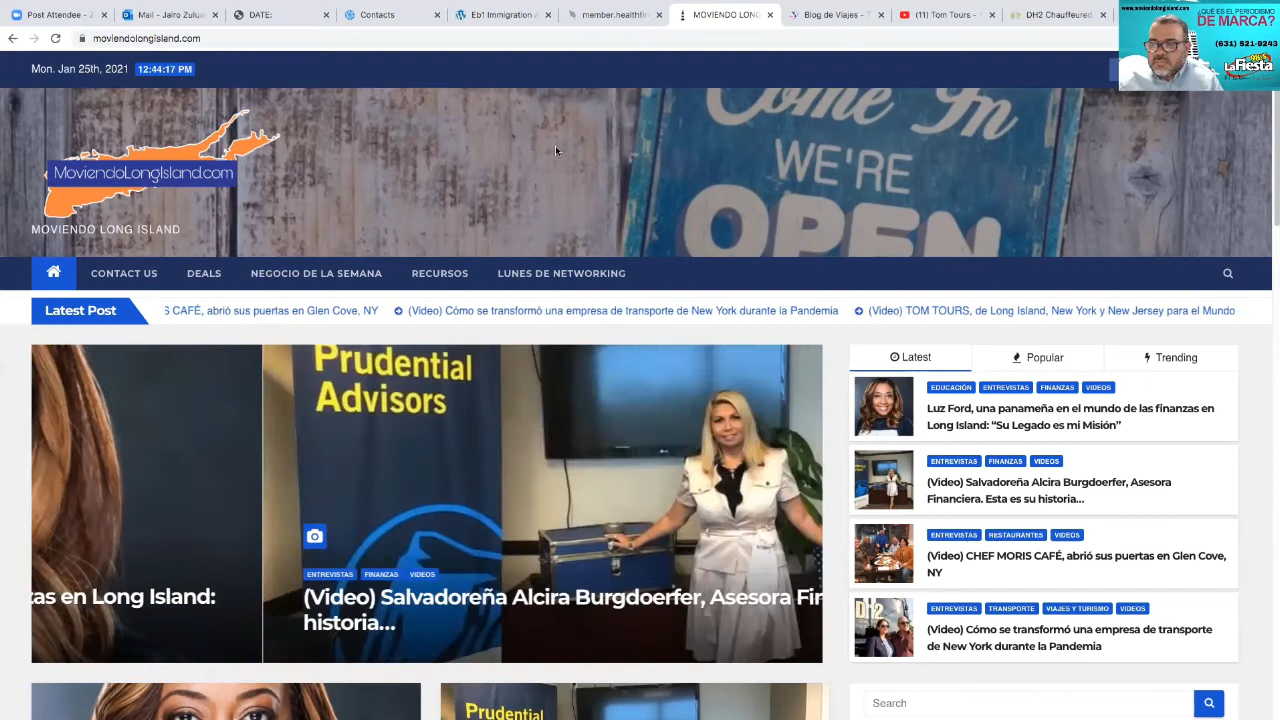 Post Attendee - Z
Mail - Jairo Zulua
DATE:
Contacts
Eb1 Immigration A
member.healthfir
MOVIENDO LONG
Blog de Viajes - T
(11) Tom Tours -
DH2 Chauffeured
moviendolongisland.com
www.moviendolongisland.com
¿QUÉ ES EL PERIODISMO
DE MARCA?
(631) 521-9243
LaFiesta
Mon. Jan 25th, 2021 12:44:17 PM
Come In
WE'RE
OPEN
MoviendoLongIsland.com
MOVIENDO LONG ISLAND
CONTACT US DEALS NEGOCIO DE LA SEMANA RECURSOS LUNES DE NETWORKING
Latest Post
S CAFÉ, abrió sus puertas en Glen Cove, NY (Video) Cómo se transformó una empresa de transporte de New York durante la Pandemia (Video) TOM TOURS, de Long Island, New York y New Jersey para el Mundo
Prudential
Advisors
ENTREVISTAS FINANZAS VIDEOS
zas en Long Island:
(Video) Salvadoreña Alcira Burgdoerfer, Asesora Fin
historia...
Latest Popular Trending
EDUCACIÓN ENTREVISTAS FINANZAS VIDEOS
Luz Ford, una panameña en el mundo de las finanzas en
Long Island: “Su Legado es mi Misión”
ENTREVISTAS FINANZAS VIDEOS
(Video) Salvadoreña Alcira Burgdoerfer, Asesora
Financiera. Esta es su historia...
ENTREVISTAS RESTAURANTES VIDEOS
(Video) CHEF MORIS CAFÉ, abrió sus puertas en Glen Cove,
NY
DH2
ENTREVISTAS TRANSPORTE VIAJES Y TURISMO VIDEOS
(Video) Cómo se transformó una empresa de transporte
de New York durante la Pandemia
Prudential
Search